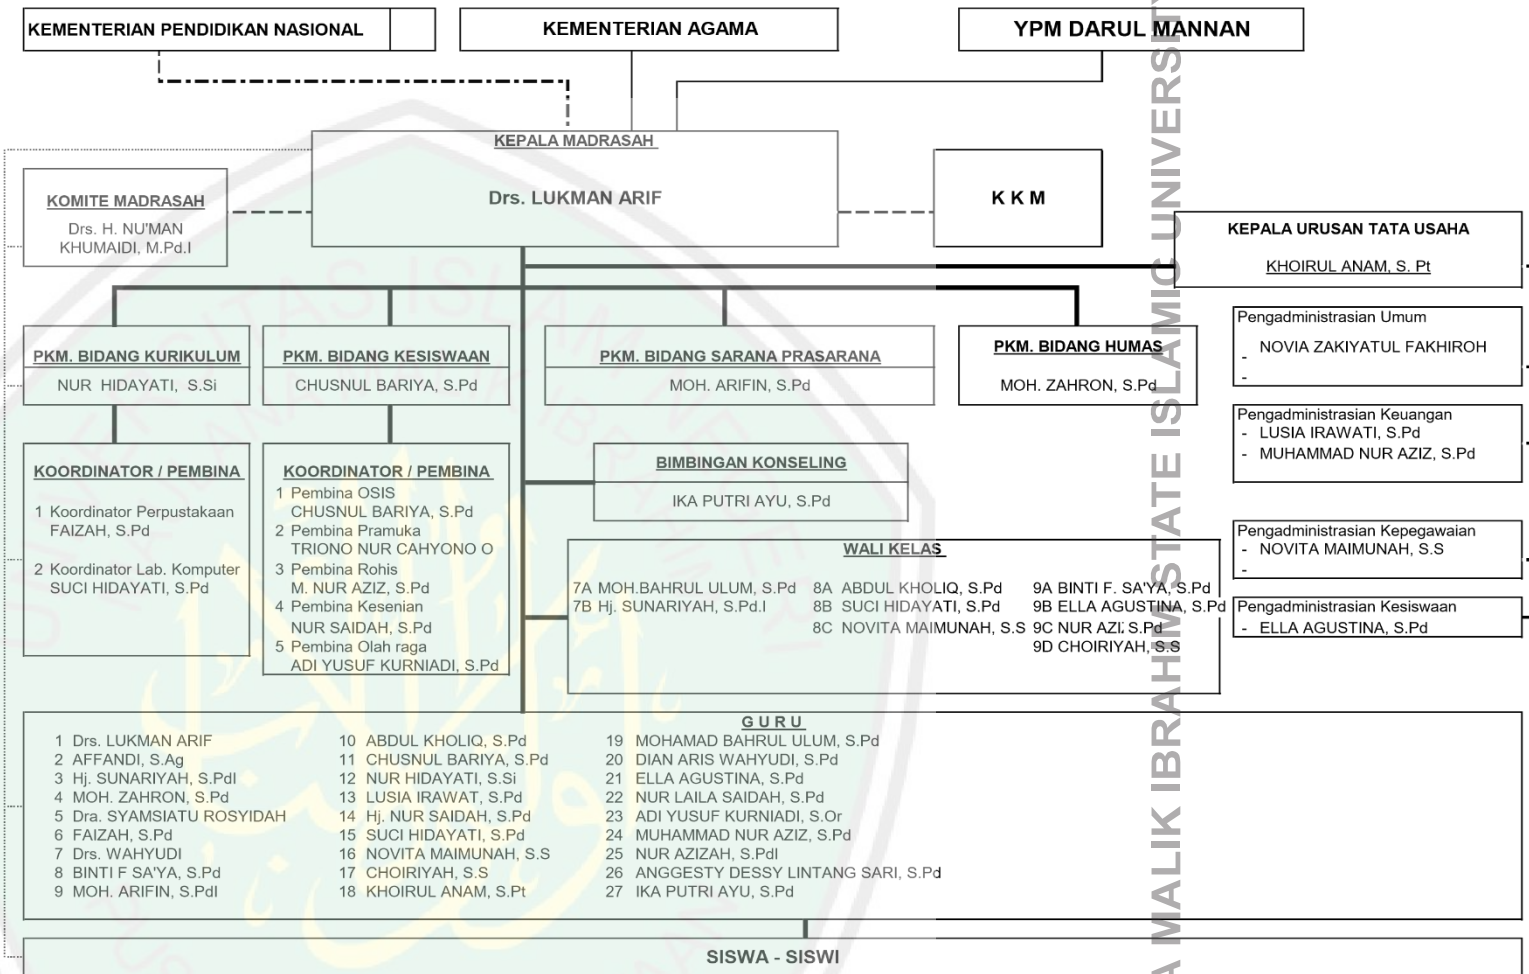 KEMENTERIAN PENDIDIKAN NASIONAL
KEMENTERIAN AGAMA
YPM DARUL MANNAN
KEPALA MADRASAH
Drs. LUKMAN ARIF
KOMITE MADRASAH
Drs. H. NU'MAN
KHUMAIDI, M.Pd.I
K K M
KEPALA URUSAN TATA USAHA
KHOIRUL ANAM, S. Pt
PKM. BIDANG KURIKULUM
NUR HIDAYATI, S.Si
PKM. BIDANG KESISWAAN
CHUSNUL BARIYA, S.Pd
PKM. BIDANG SARANA PRASARANA
MOH. ARIFIN, S.Pd
PKM. BIDANG HUMAS
MOH. ZAHRON, S.Pd
Pengadministrasian Umum
- NOVIA ZAKIYATUL FAKHIROH
-
Pengadministrasian Keuangan
- LUSIA IRAWATI, S.Pd
- MUHAMMAD NUR AZIZ, S.Pd
Pengadministrasian Kepegawaian
- NOVITA MAIMUNAH, S.S
-
Pengadministrasian Kesiswaan
- ELLA AGUSTINA, S.Pd
KOORDINATOR / PEMBINA
1 Koordinator Perpustakaan
FAIZAH, S.Pd
2 Koordinator Lab. Komputer
SUCI HIDAYATI, S.Pd
KOORDINATOR / PEMBINA
1 Pembina OSIS
CHUSNUL BARIYA, S.Pd
2 Pembina Pramuka
TRIONO NUR CAHYONO O
3 Pembina Rohis
M. NUR AZIZ, S.Pd
4 Pembina Kesenian
NUR SAIDAH, S.Pd
5 Pembina Olah raga
ADI YUSUF KURNIADI, S.Pd
BIMBINGAN KONSELING
IKA PUTRI AYU, S.Pd
WALI KELAS
7A MOH.BAHRUL ULUM, S.Pd
7B Hj. SUNARIYAH, S.Pd.I
8A ABDUL KHOLIQ, S.Pd
8B SUCI HIDAYATI, S.Pd
8C NOVITA MAIMUNAH, S.S
9A BINTI F. SA'YA, S.Pd
9B ELLA AGUSTINA, S.Pd
9C NUR AZI, S.Pd
9D CHOIRIYAH, S.S
G U R U
1 Drs. LUKMAN ARIF
2 AFFANDI, S.Ag
3 Hj. SUNARIYAH, S.PdI
4 MOH. ZAHRON, S.Pd
5 Dra. SYAMSIATU ROSYIDAH
6 FAIZAH, S.Pd
7 Drs. WAHYUDI
8 BINTI F SA'YA, S.Pd
9 MOH. ARIFIN, S.PdI
10 ABDUL KHOLIQ, S.Pd
11 CHUSNUL BARIYA, S.Pd
12 NUR HIDAYATI, S.Si
13 LUSIA IRAWAT, S.Pd
14 Hj. NUR SAIDAH, S.Pd
15 SUCI HIDAYATI, S.Pd
16 NOVITA MAIMUNAH, S.S
17 CHOIRIYAH, S.S
18 KHOIRUL ANAM, S.Pt
19 MOHAMAD BAHRUL ULUM, S.Pd
20 DIAN ARIS WAHYUDI, S.Pd
21 ELLA AGUSTINA, S.Pd
22 NUR LAILA SAIDAH, S.Pd
23 ADI YUSUF KURNIADI, S.Or
24 MUHAMMAD NUR AZIZ, S.Pd
25 NUR AZIZAH, S.PdI
26 ANGGESTY DESSY LINTANG SARI, S.Pd
27 IKA PUTRI AYU, S.Pd
SISWA - SISWI
MALIK IBRAHIM STATE ISLAMIC
UNIVERSITAS ISLAM NEGERI
MAULANA MALIK IBRAHIM